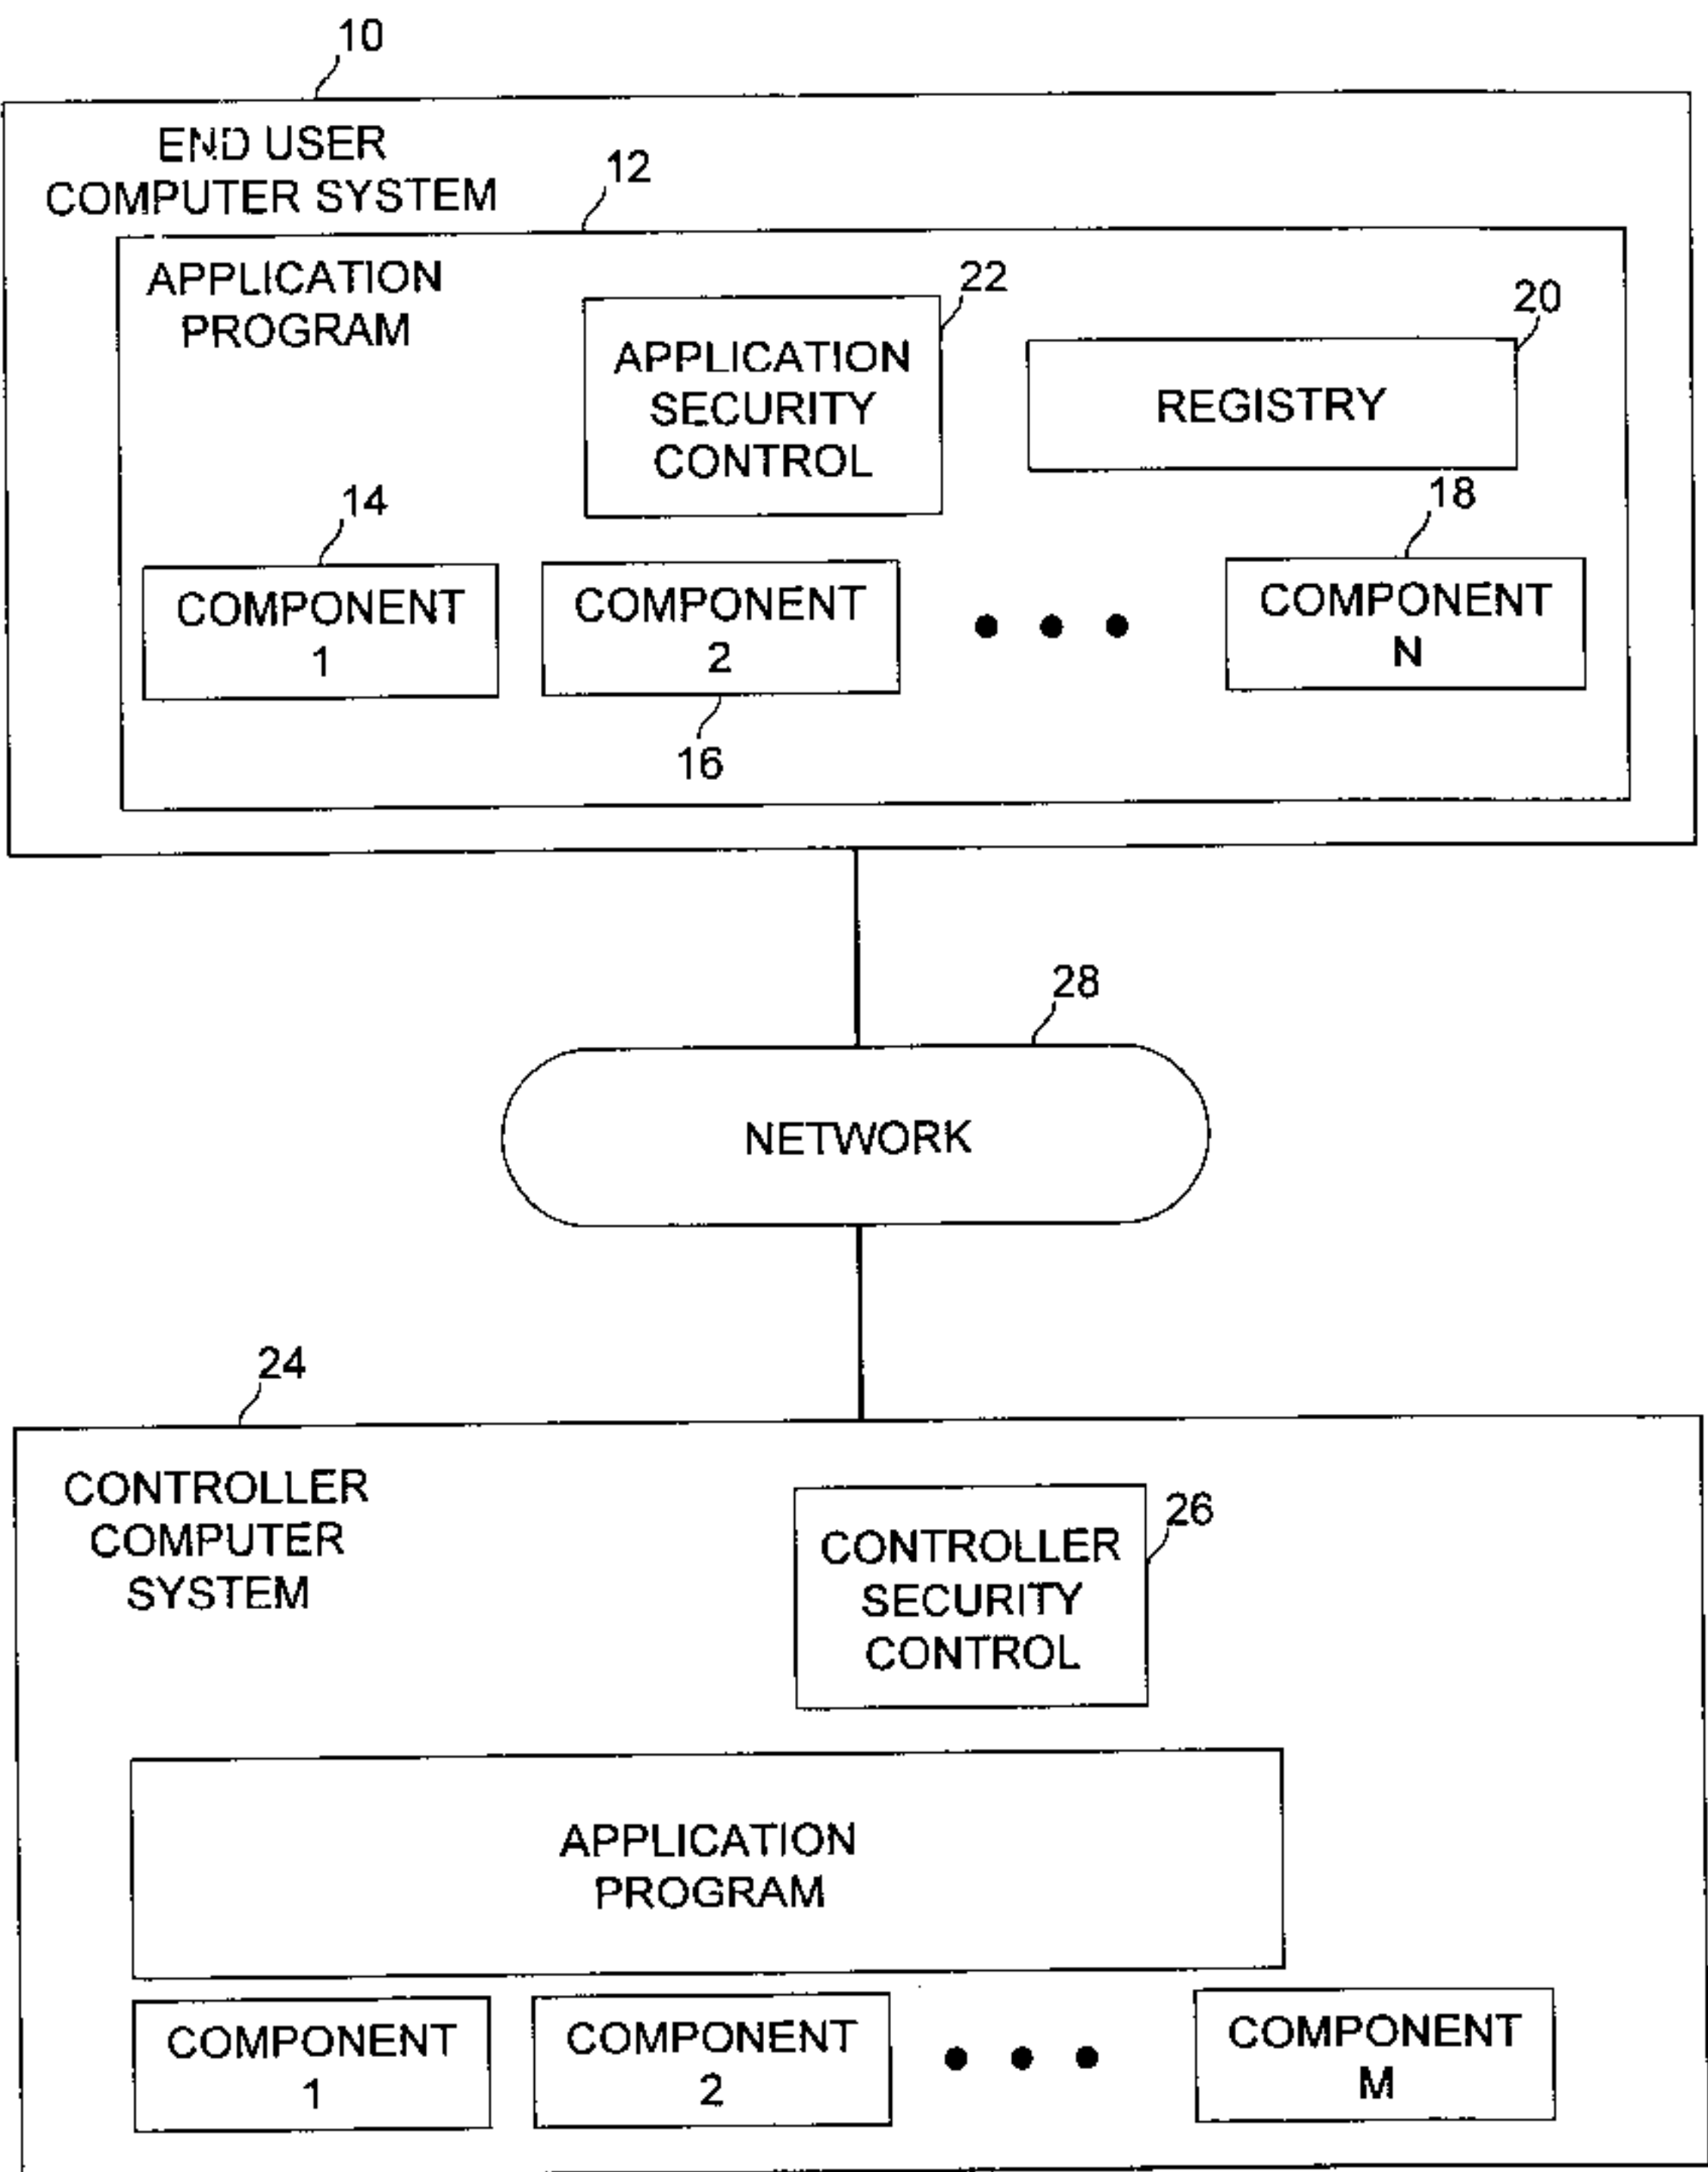 10
END USER
COMPUTER SYSTEM
12
APPLICATION
PROGRAM
22
APPLICATION
SECURITY
CONTROL
20
REGISTRY
14
COMPONENT
1
COMPONENT
2
16
18
COMPONENT
N
28
NETWORK
24
CONTROLLER
COMPUTER
SYSTEM
26
CONTROLLER
SECURITY
CONTROL
APPLICATION
PROGRAM
COMPONENT
1
COMPONENT
2
COMPONENT
M